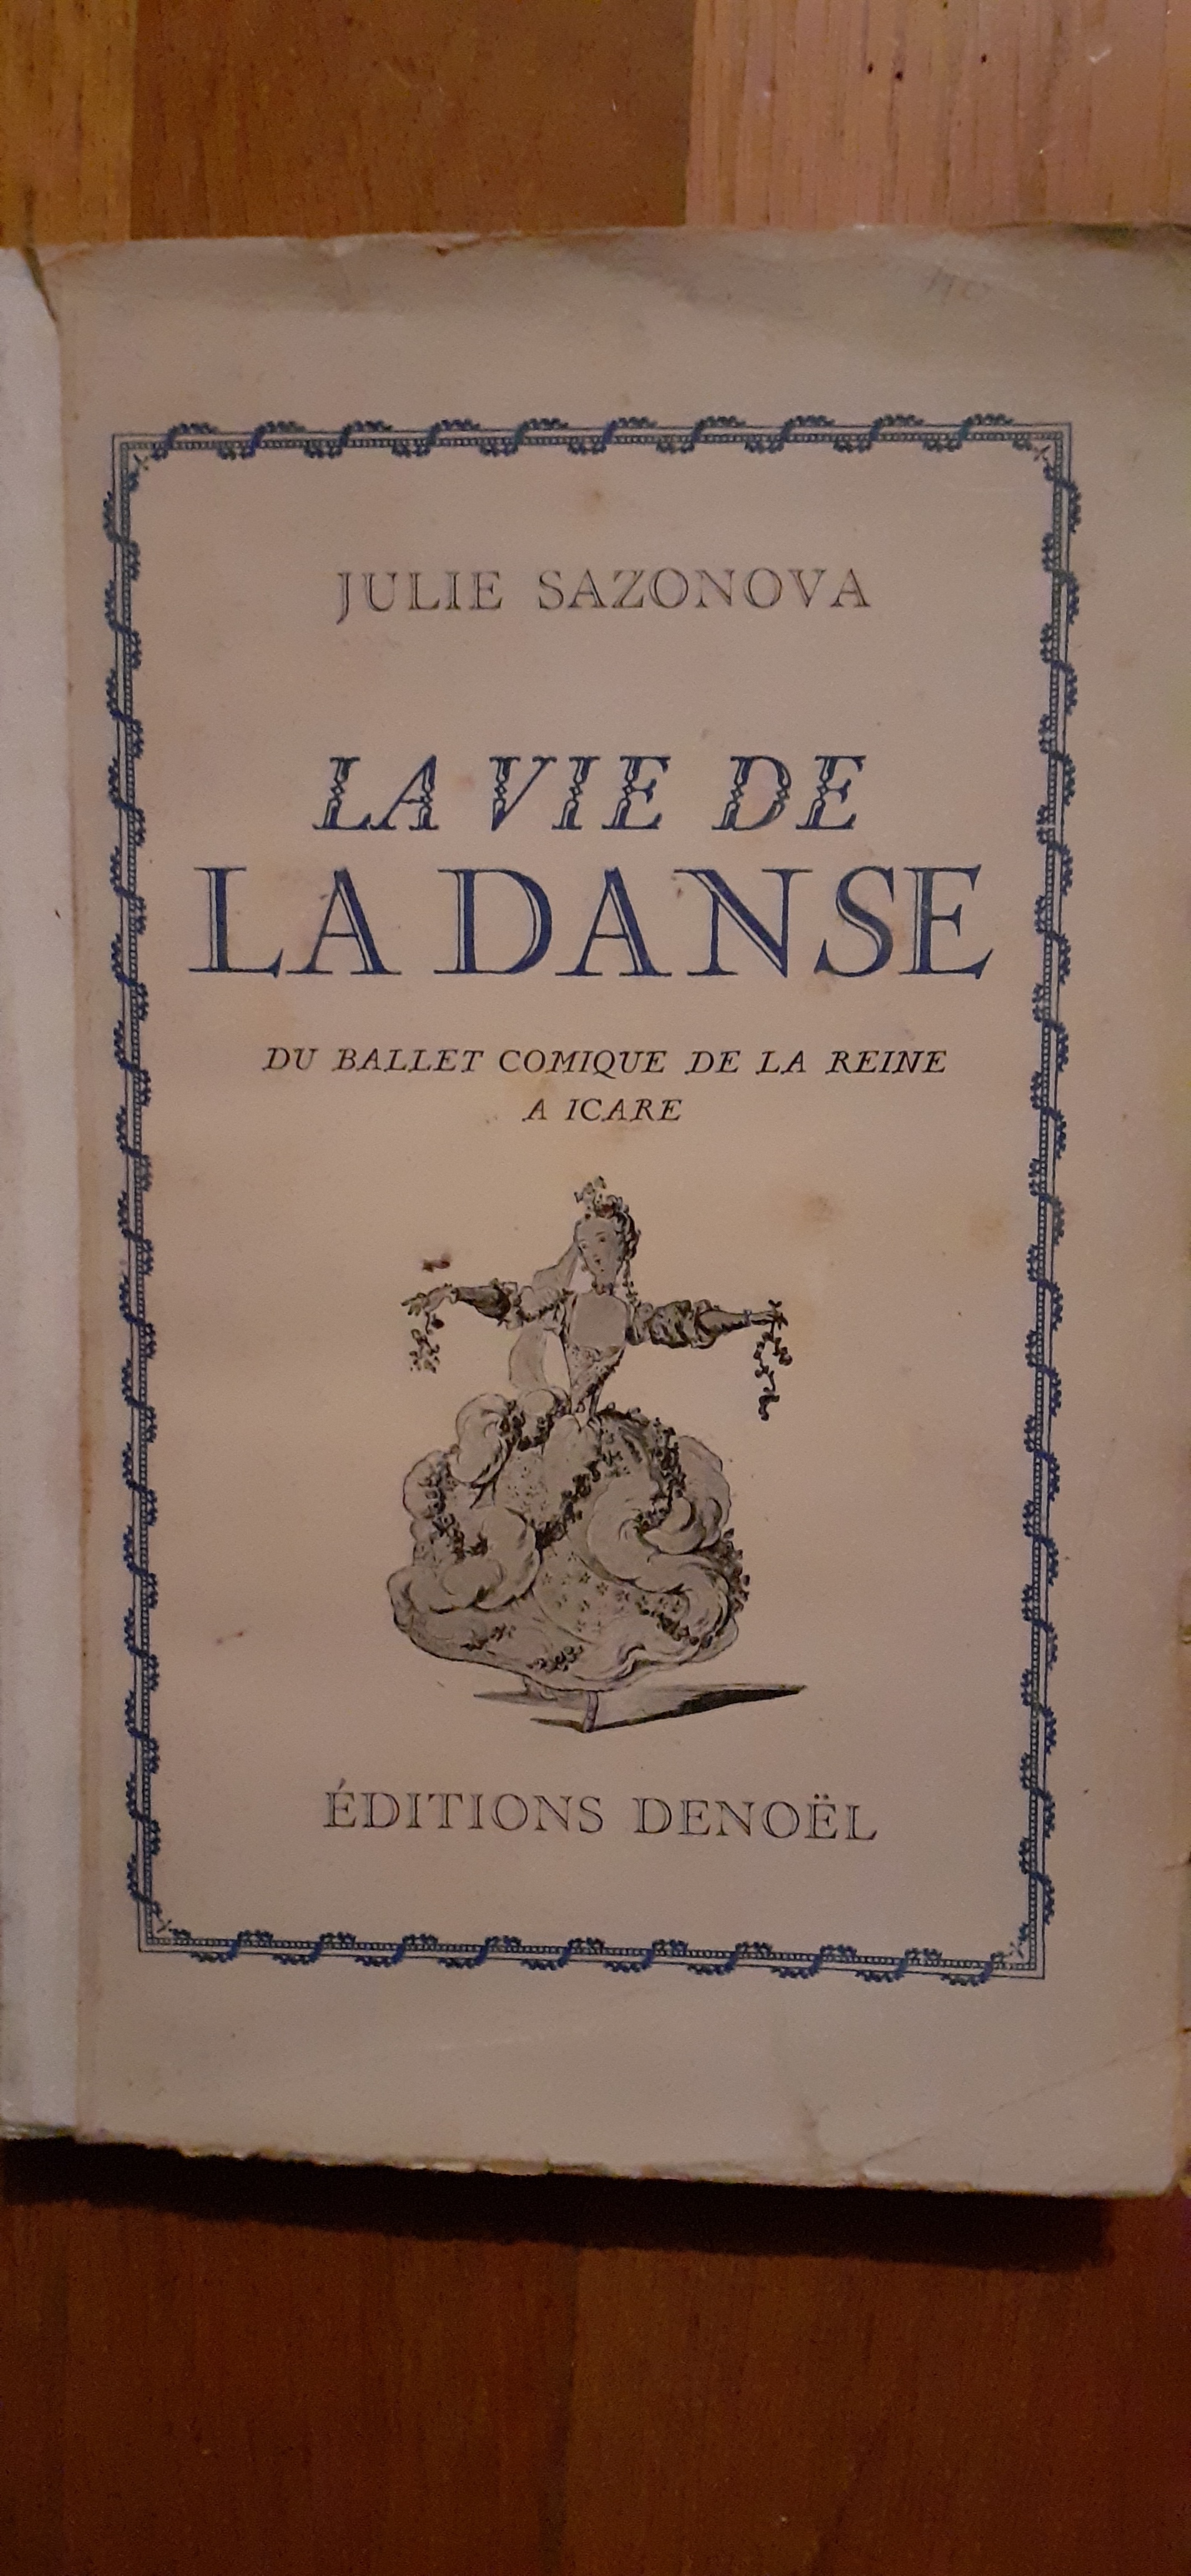 JULIE SAZONOVA
LA VIE DE
LA DANSE
DU BALLET COMIQUE DE LA REINE
A ICARE
ÉDITIONS DENOËL